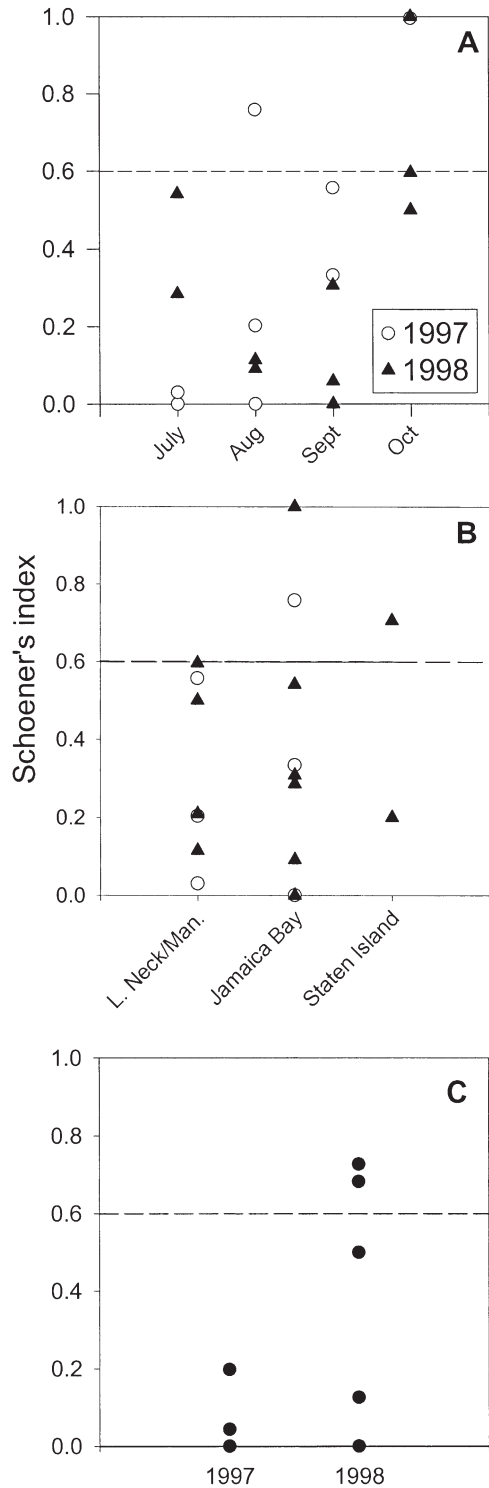 A
1.0
0.8
0.6
0.4
0.2
0.0
1997
1998
July
Aug
Sept
Oct
Schoener's index
B
1.0
0.8
0.6
0.4
0.2
0.0
L. Neck/Man.
Jamaica Bay
Staten Island
C
1.0
0.8
0.6
0.4
0.2
0.0
1997
1998